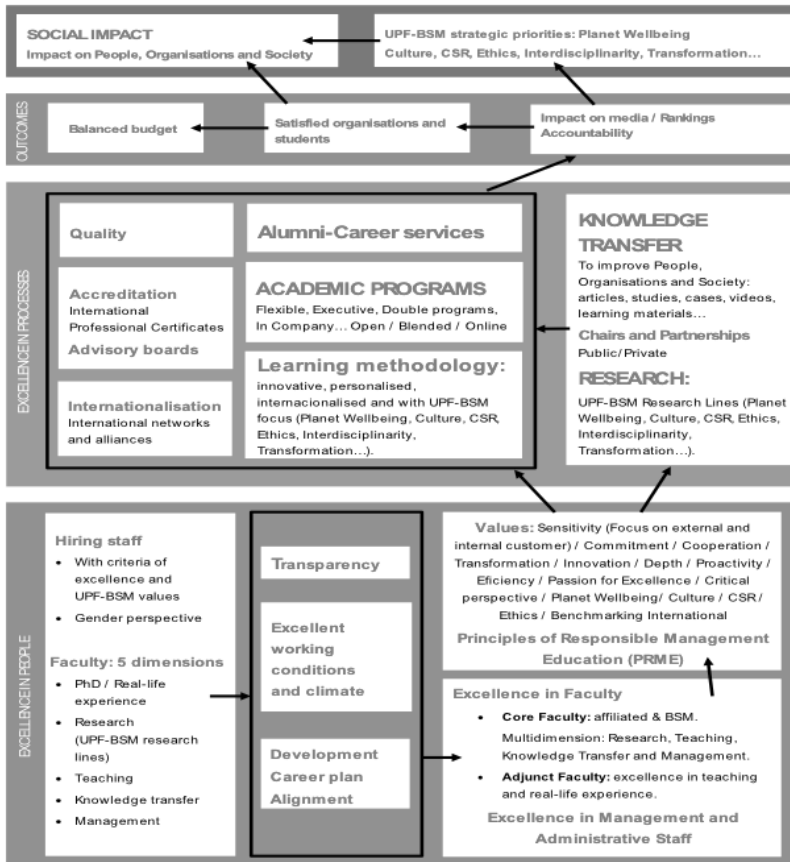 SOCIAL IMPACT
Impact on People, Organisations and Society
UPF-BSM strategic priorities: Planet Wellbeing
Culture, CSR, Ethics, Interdisciplinarity, Transformation...
OUTCOMES
Balanced budget
Satisfied organisations and
students
Impact on media / Rankings
Accountability
EXCELLENCE IN PROCESSES
Quality
Accreditation
International
Professional Certificates
Advisory boards
Internationalisation
International networks
and alliances
Alumni-Career services
ACADEMIC PROGRAMS
Flexible, Executive, Double programs,
In Company... Open / Blended / Online
Learning methodology:
innovative, personalised,
internacionalised and with UPF-BSM
focus (Planet Wellbeing, Culture, CSR,
Ethics, Interdisciplinarity,
Transformation...).
KNOWLEDGE
TRANSFER
To improve People,
Organisations and Society:
articles, studies, cases, videos,
learning materials...
Chairs and Partnerships
Public/Private
RESEARCH:
UPF-BSM Research Lines (Planet
Wellbeing, Culture, CSR, Ethics,
Interdisciplinarity,
Transformation...).
EXCELLENCE IN PEOPLE
Hiring staff
• With criteria of
excellence and
UPF-BSM values
• Gender perspective
Faculty: 5 dimensions
• PhD / Real-life
experience
• Research
(UPF-BSM research
lines)
• Teaching
• Knowledge transfer
• Management
Transparency
Excellent
working
conditions
and climate
Development
Career plan
Alignment
Values: Sensitivity (Focus on external and
internal customer) / Commitment / Cooperation /
Transformation / Innovation / Depth / Proactivity /
Eficiency / Passion for Excellence / Critical
perspective / Planet Wellbeing/ Culture / CSR /
Ethics / Benchmarking International
Principles of Responsible Management
Education (PRME)
Excellence in Faculty
• Core Faculty: affiliated & BSM.
Multidimension: Research, Teaching,
Knowledge Transfer and Management.
• Adjunct Faculty: excellence in teaching
and real-life experience.
Excellence in Management and
Administrative Staff